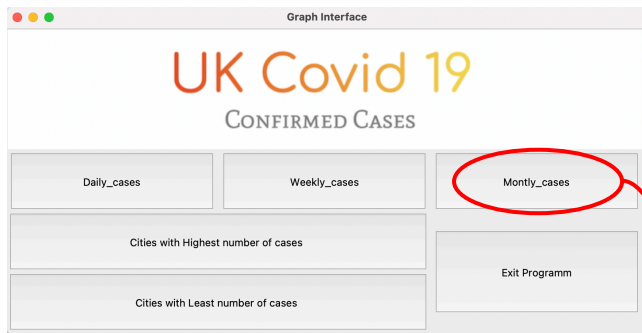 Graph Interface
UK Covid 19
CONFIRMED CASES
Daily_cases
Weekly_cases
Montly_cases
Cities with Highest number of cases
Exit Programm
Cities with Least number of cases